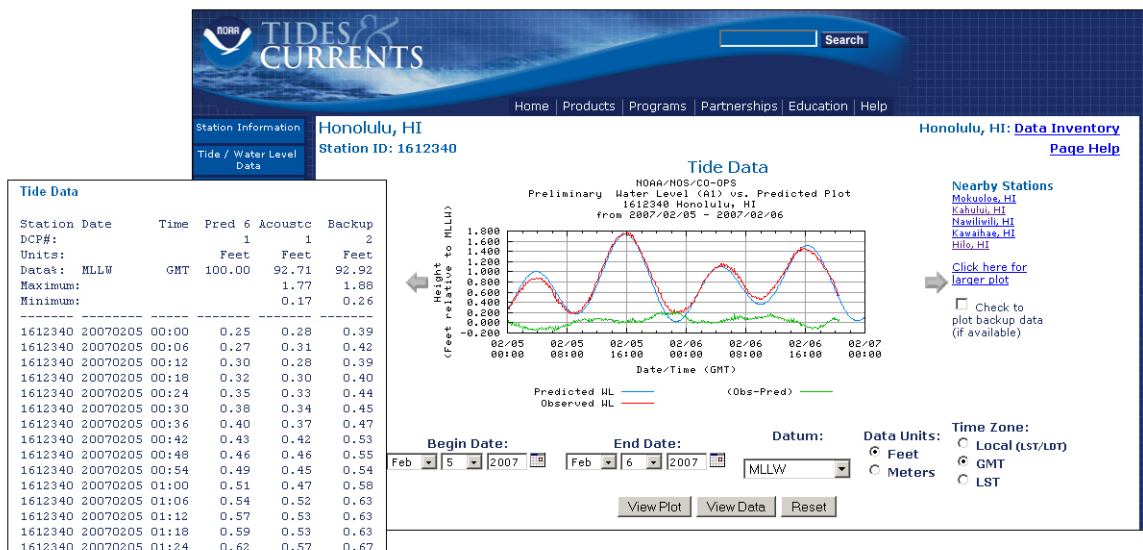 NOAA
TIDES &
CURRENTS
Search
Home | Products | Programs | Partnerships | Education | Help
Station Information
Tide / Water Level
Data
Honolulu, HI
Station ID: 1612340
Honolulu, HI: Data Inventory
Page Help
Tide Data
NOAA/NOS/CO-OPS
Preliminary Water Level (A1) vs. Predicted Plot
1612340 Honolulu, HI
from 2007/02/05 - 2007/02/06
Height
(Feet relative to MLLW)
1.800
1.600
1.400
1.200
1.000
0.800
0.600
0.400
0.200
0.000
-0.200
02/05 02/05 02/05 02/06 02/06 02/06 02/07
00:00 08:00 16:00 00:00 08:00 16:00 00:00
Date/Time (GMT)
Predicted WL (Obs-Pred)
Observed WL
Nearby Stations
Mokuoloe, HI
Kahului, HI
Nawiliwili, HI
Kawaihae, HI
Hilo, HI
Click here for
larger plot
Check to
plot backup data
(if available)
Begin Date: End Date: Datum: Data Units: Time Zone:
Feb 5 2007 Feb 6 2007 MLLW
Feet
Meters
Local (LST/LDT)
GMT
LST
View Plot View Data Reset
Tide Data
Station Date Time Pred 6 Acoustc Backup
DCP#: 1 1 2
Units: Feet Feet Feet
Data%: MLLW GMT 100.00 92.71 92.92
Maximum: 1.77 1.88
Minimum: 0.17 0.26
1612340 20070205 00:00 0.25 0.28 0.39
1612340 20070205 00:06 0.27 0.31 0.42
1612340 20070205 00:12 0.30 0.28 0.39
1612340 20070205 00:18 0.32 0.30 0.40
1612340 20070205 00:24 0.35 0.33 0.44
1612340 20070205 00:30 0.38 0.34 0.45
1612340 20070205 00:36 0.40 0.37 0.47
1612340 20070205 00:42 0.43 0.42 0.53
1612340 20070205 00:48 0.46 0.46 0.55
1612340 20070205 00:54 0.49 0.45 0.54
1612340 20070205 01:00 0.51 0.47 0.58
1612340 20070205 01:06 0.54 0.52 0.63
1612340 20070205 01:12 0.57 0.53 0.63
1612340 20070205 01:18 0.59 0.53 0.63
1612340 20070205 01:24 0.62 0.57 0.67